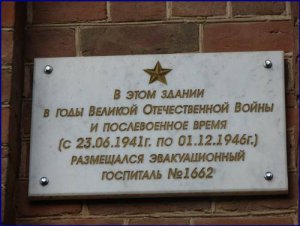 В этом здании
в годы Великой Отечественной Войны
и послевоенное время
(с 23.06.1941г. по 01.12.1946г.)
размещался эвакуационный
госпиталь №1662